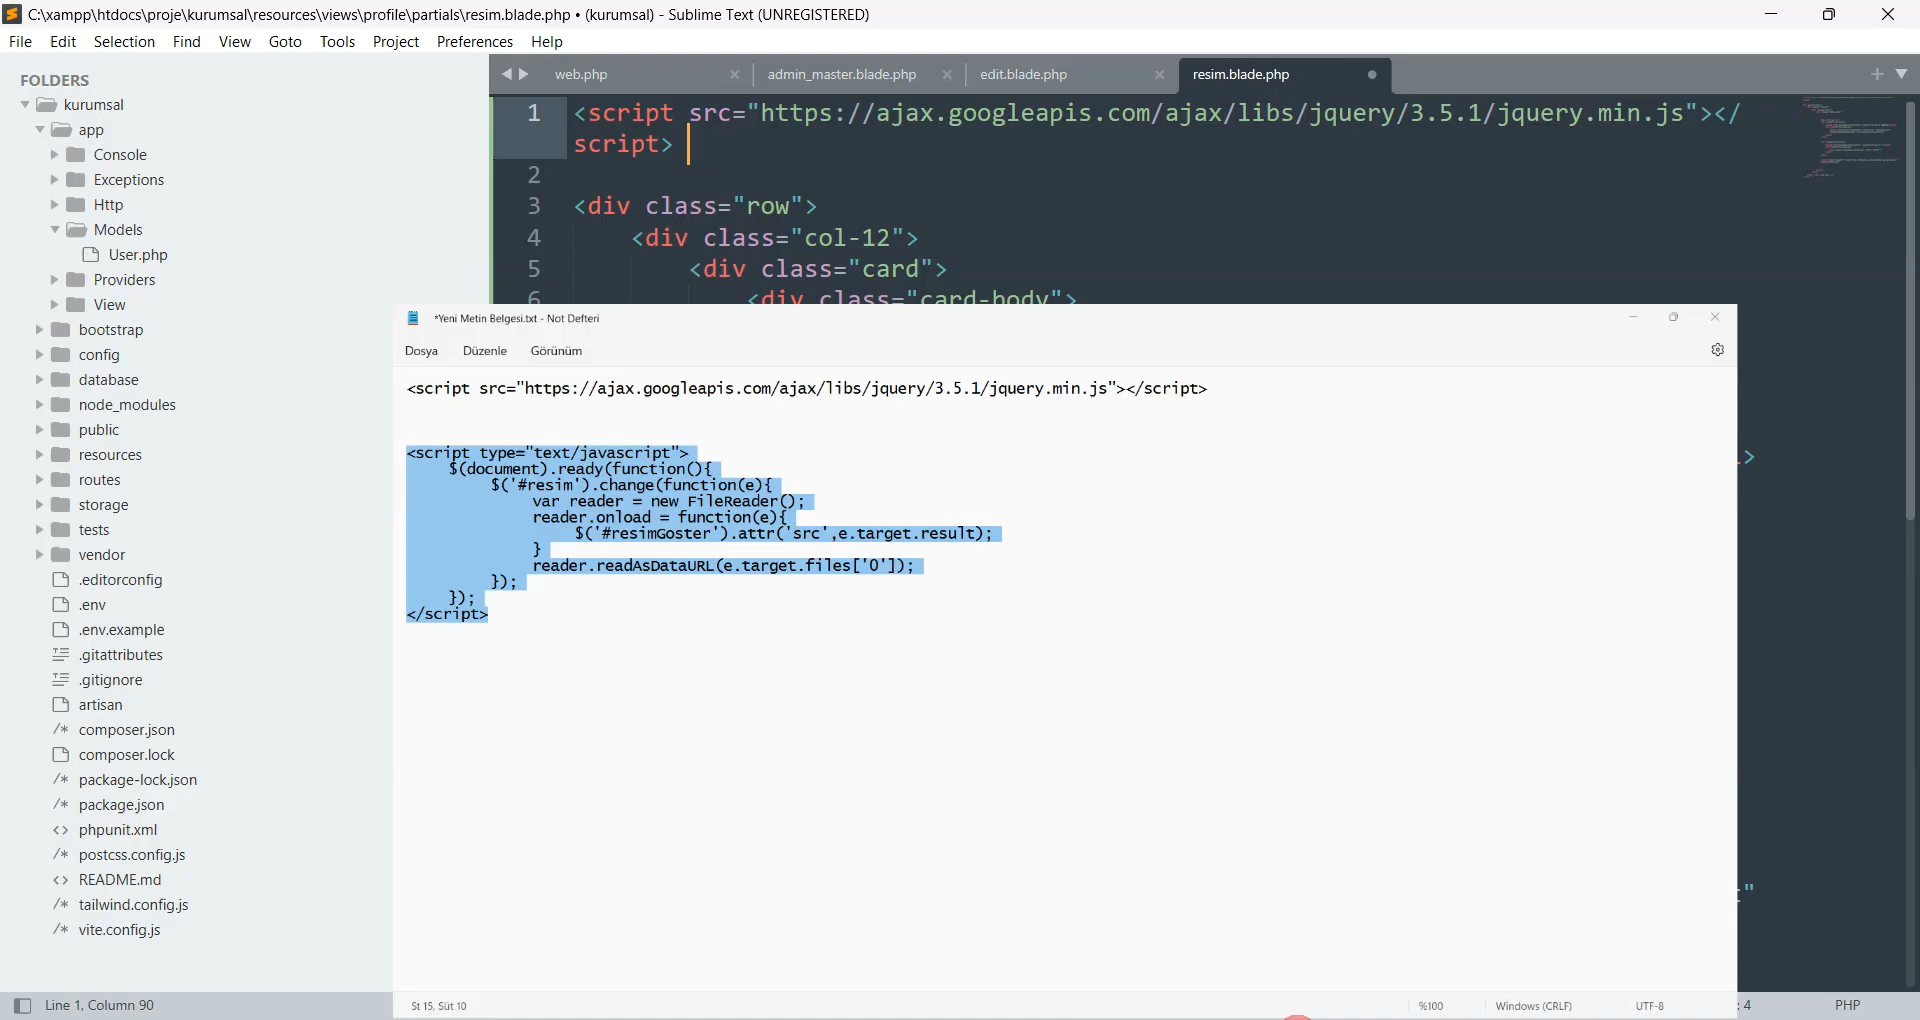 C:\xampp\htdocs\proje\kurumsal\resources\views\profile\partials\resim.blade.php • (kurumsal) - Sublime Text (UNREGISTERED)
File Edit Selection Find View Goto Tools Project Preferences Help
FOLDERS
kurumsal
app
Console
Exceptions
Http
Models
User.php
Providers
View
bootstrap
config
database
node_modules
public
resources
routes
storage
tests
vendor
.editorconfig
.env
.env.example
.gitattributes
.gitignore
artisan
composer.json
composer.lock
package-lock.json
package.json
phpunit.xml
postcss.config.js
README.md
tailwind.config.js
vite.config.js
web.php admin_master.blade.php edit.blade.php resim.blade.php
1 <script src="https://ajax.googleapis.com/ajax/libs/jquery/3.5.1/jquery.min.js"></
script>
2
3 <div class="row">
4 <div class="col-12">
5 <div class="card">
6 <div class="card-body">
*Yeni Metin Belgesi.txt - Not Defteri
Dosya Düzenle Görünüm
<script src="https://ajax.googleapis.com/ajax/libs/jquery/3.5.1/jquery.min.js"></script>
<script type="text/javascript">
$(document).ready(function(){
$('#resim').change(function(e){
var reader = new FileReader();
reader.onload = function(e){
$('#resimGoster').attr('src',e.target.result);
}
reader.readAsDataURL(e.target.files['0']);
});
});
</script>
>
"
St 15, Süt 10 %100 Windows (CRLF) UTF-8
Line 1, Column 90 : 4 PHP